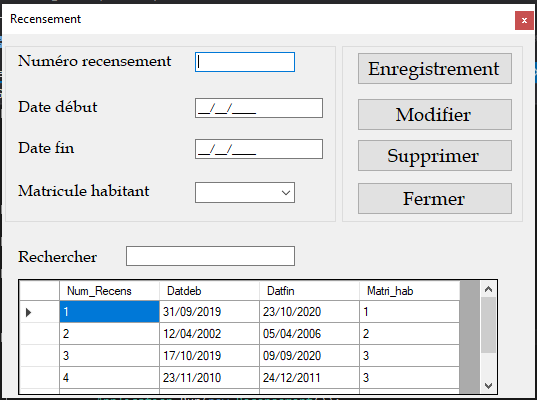 Recensement
Numéro recensement
Enregistrement
Date début __/__/____
Modifier
Date fin __/__/____
Supprimer
Matricule habitant
Fermer
Rechercher
Num_Recens Datdeb Datfin Matri_hab
1 31/09/2019 23/10/2020 1
2 12/04/2002 05/04/2006 2
3 17/10/2019 09/09/2020 3
4 23/11/2010 24/12/2011 3